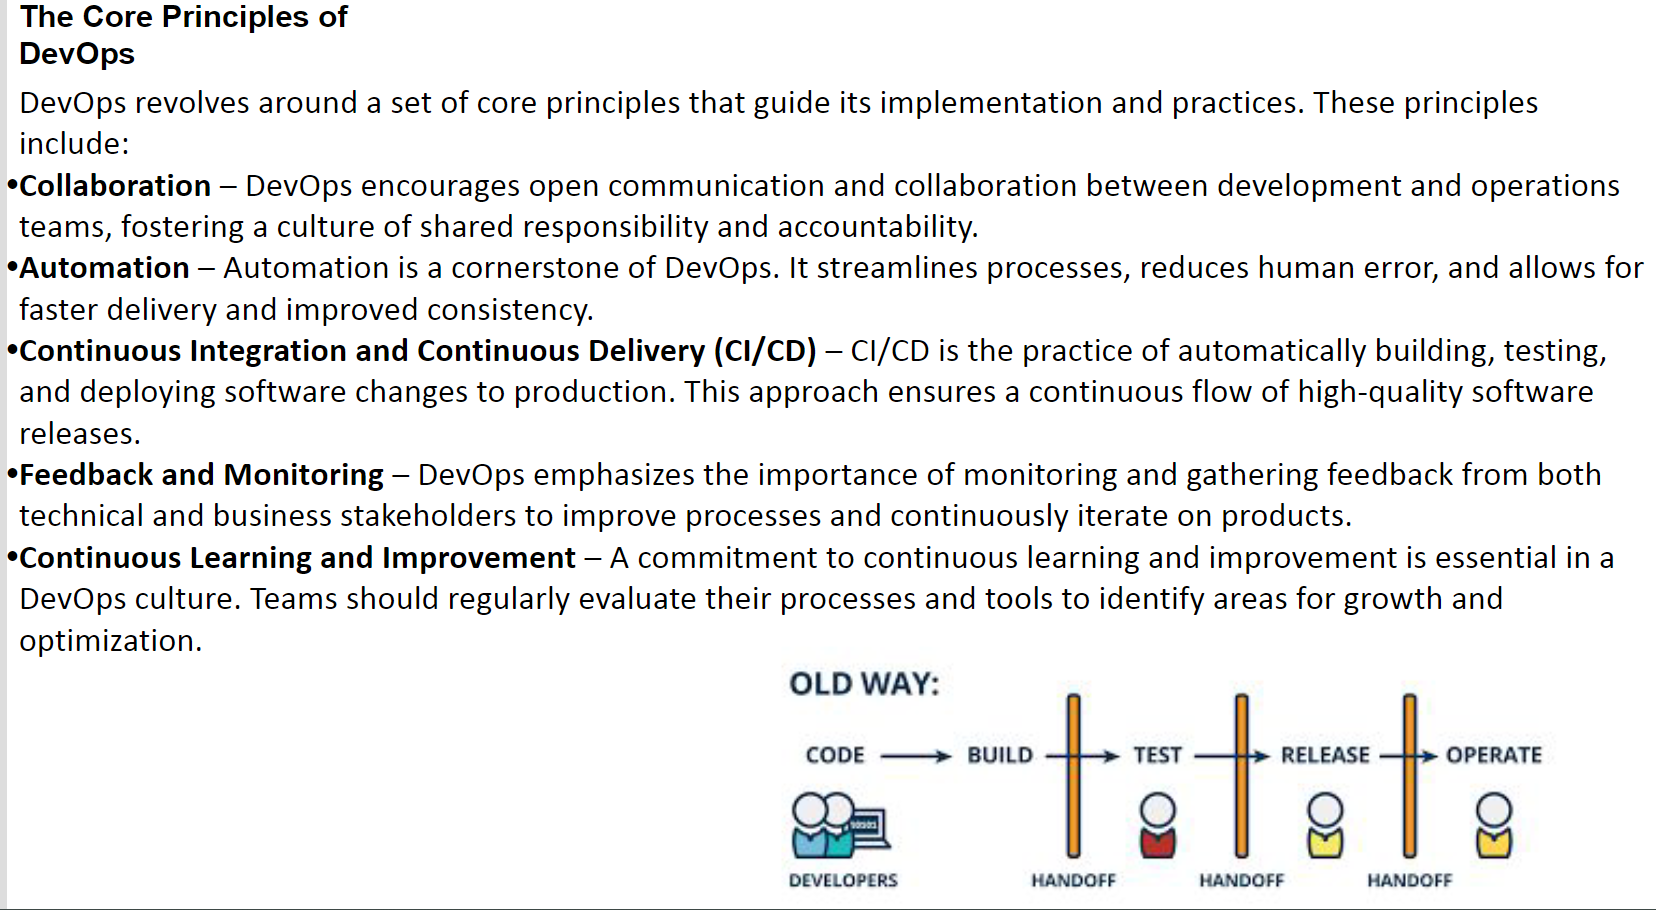 The Core Principles of
DevOps
DevOps revolves around a set of core principles that guide its implementation and practices. These principles
include:
•Collaboration – DevOps encourages open communication and collaboration between development and operations
teams, fostering a culture of shared responsibility and accountability.
•Automation – Automation is a cornerstone of DevOps. It streamlines processes, reduces human error, and allows for
faster delivery and improved consistency.
•Continuous Integration and Continuous Delivery (CI/CD) – CI/CD is the practice of automatically building, testing,
and deploying software changes to production. This approach ensures a continuous flow of high-quality software
releases.
•Feedback and Monitoring – DevOps emphasizes the importance of monitoring and gathering feedback from both
technical and business stakeholders to improve processes and continuously iterate on products.
•Continuous Learning and Improvement – A commitment to continuous learning and improvement is essential in a
DevOps culture. Teams should regularly evaluate their processes and tools to identify areas for growth and
optimization.
OLD WAY:
CODE BUILD TEST RELEASE OPERATE
DEVELOPERS HANDOFF HANDOFF HANDOFF